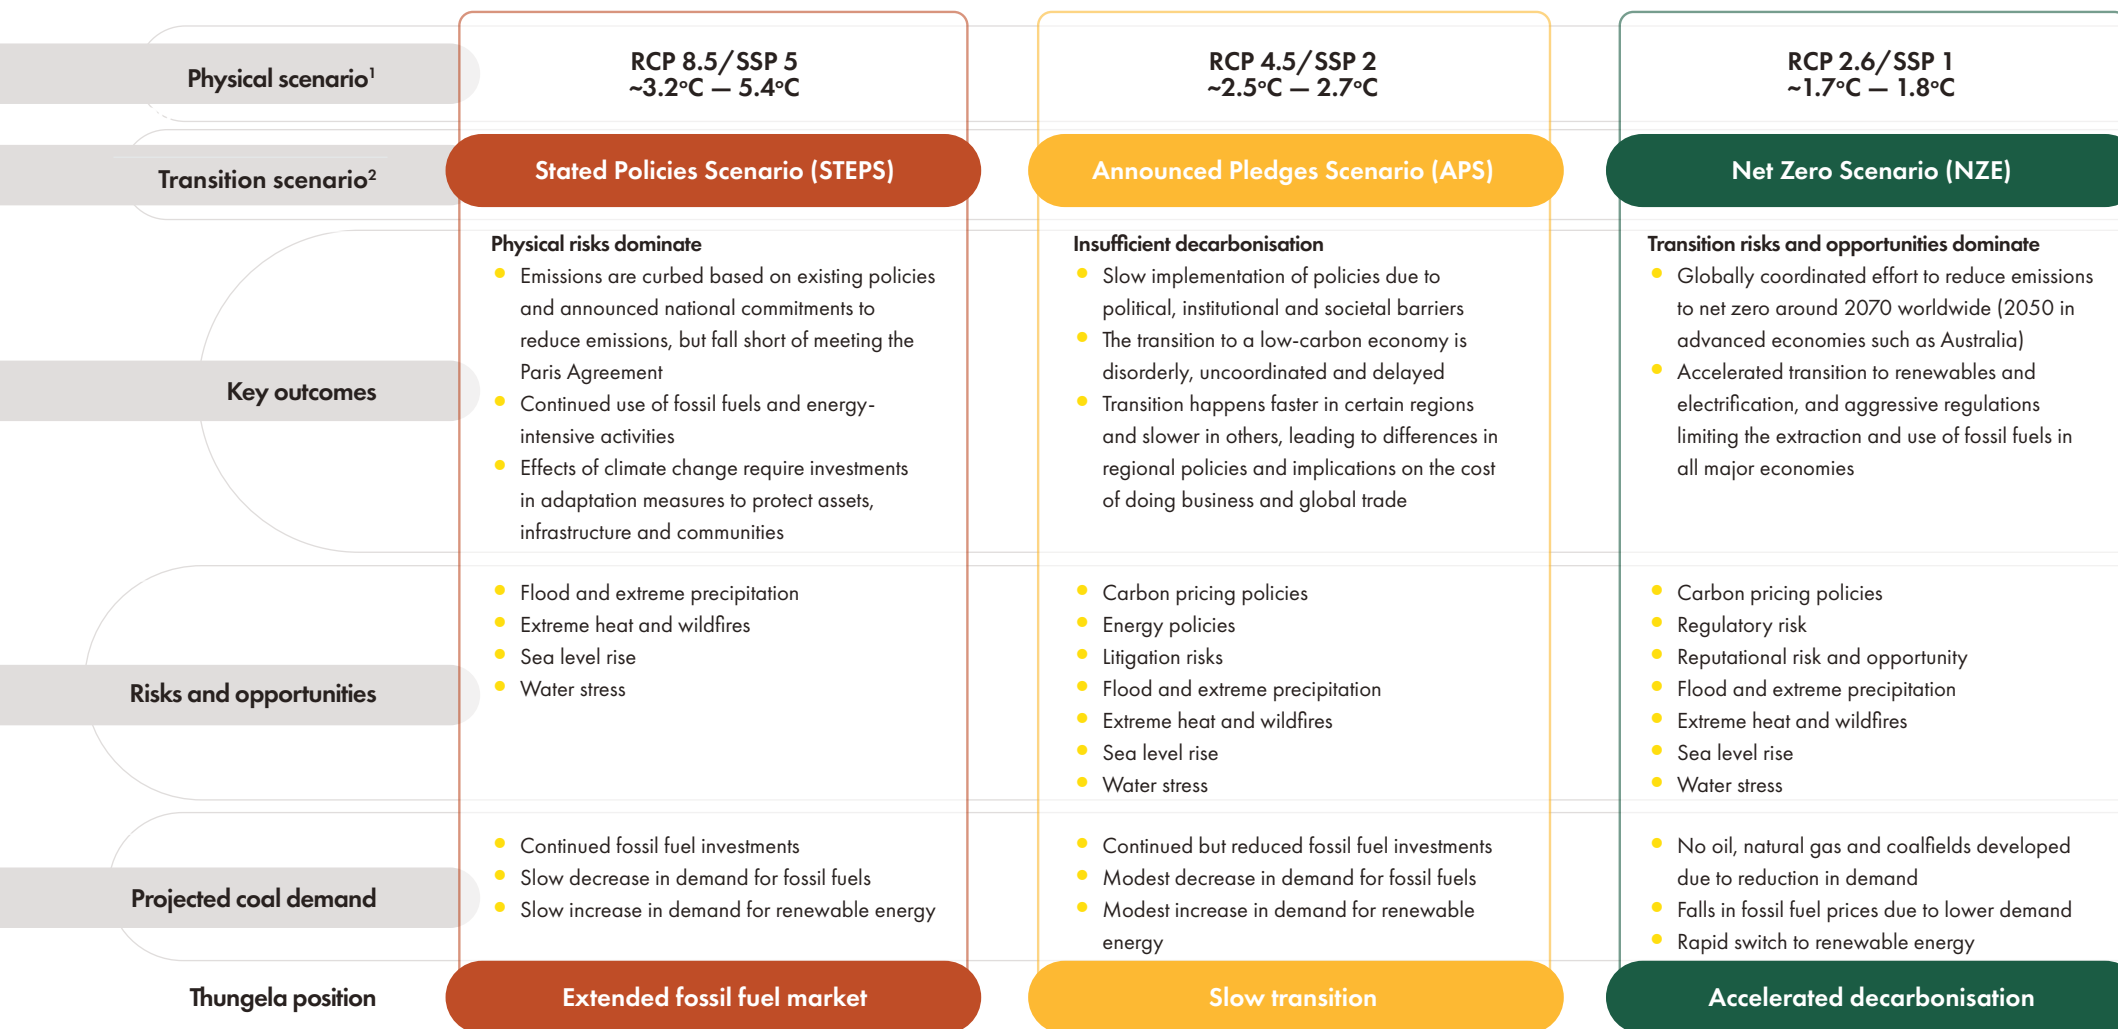 Physical scenario1
RCP 8.5/SSP 5
~3.2°C — 5.4°C
RCP 4.5/SSP 2
~2.5°C — 2.7°C
RCP 2.6/SSP 1
~1.7°C — 1.8°C
Transition scenario2
Stated Policies Scenario (STEPS)
Announced Pledges Scenario (APS)
Net Zero Scenario (NZE)
Key outcomes
Physical risks dominate
Emissions are curbed based on existing policies
and announced national commitments to
reduce emissions, but fall short of meeting the
Paris Agreement
Continued use of fossil fuels and energy-
intensive activities
Effects of climate change require investments
in adaptation measures to protect assets,
infrastructure and communities
Insufficient decarbonisation
Slow implementation of policies due to
political, institutional and societal barriers
The transition to a low-carbon economy is
disorderly, uncoordinated and delayed
Transition happens faster in certain regions
and slower in others, leading to differences in
regional policies and implications on the cost
of doing business and global trade
Transition risks and opportunities dominate
Globally coordinated effort to reduce emissions
to net zero around 2070 worldwide (2050 in
advanced economies such as Australia)
Accelerated transition to renewables and
electrification, and aggressive regulations
limiting the extraction and use of fossil fuels in
all major economies
Risks and opportunities
Flood and extreme precipitation
Extreme heat and wildfires
Sea level rise
Water stress
Carbon pricing policies
Energy policies
Litigation risks
Flood and extreme precipitation
Extreme heat and wildfires
Sea level rise
Water stress
Carbon pricing policies
Regulatory risk
Reputational risk and opportunity
Flood and extreme precipitation
Extreme heat and wildfires
Sea level rise
Water stress
Projected coal demand
Continued fossil fuel investments
Slow decrease in demand for fossil fuels
Slow increase in demand for renewable energy
Continued but reduced fossil fuel investments
Modest decrease in demand for fossil fuels
Modest increase in demand for renewable
energy
No oil, natural gas and coalfields developed
due to reduction in demand
Falls in fossil fuel prices due to lower demand
Rapid switch to renewable energy
Thungela position
Extended fossil fuel market
Slow transition
Accelerated decarbonisation